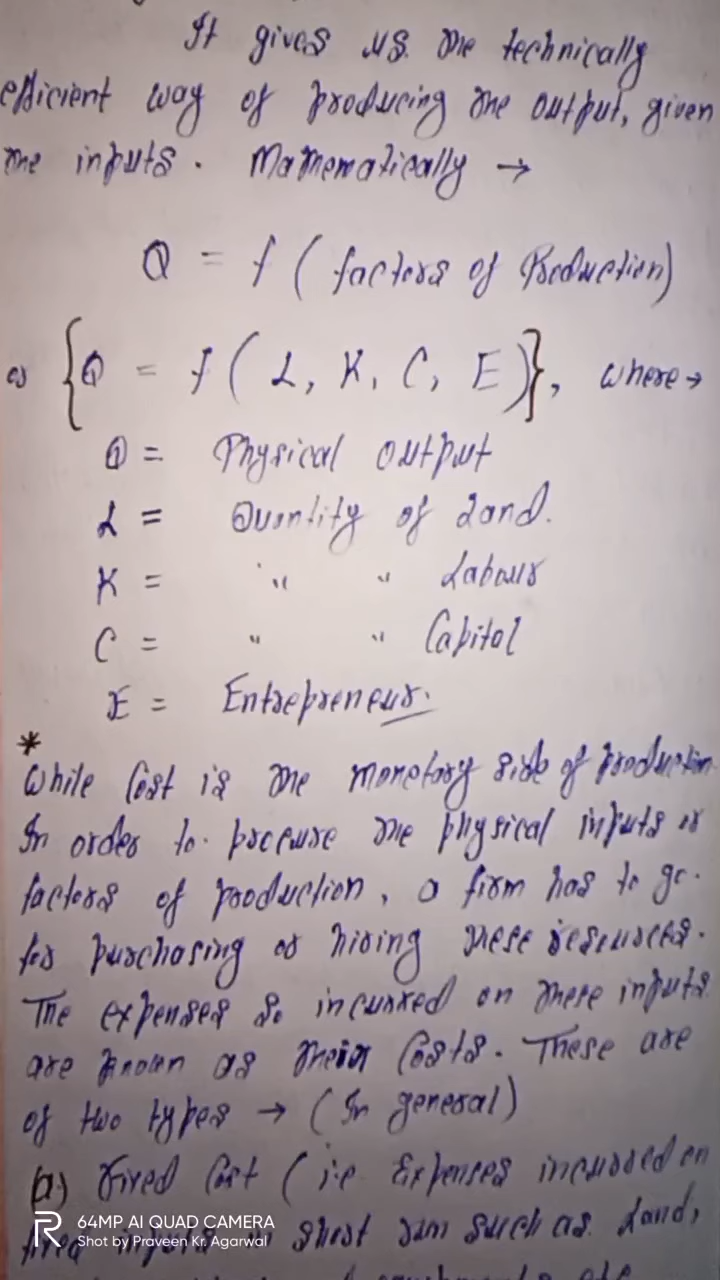 It gives us the technically
efficient way of producing the output, given
the inputs. Mathematically →
Q = f ( factors of Production)
or {Q = f ( L, K, C, E )}, where →
Q = Physical output
L = Quantity of Land.
K = " " Labour
C = " " Capital
E = Entrepreneur.
*
While Cost is the monetary side of production
In order to procure the physical inputs or
factors of production, a firm has to go
for purchasing or hiring these resources.
The expenses so incurred on these inputs
are known as their Costs. These are
of two types → (In general)
(a) Fixed Cost ( i.e Expenses incurred on
fixed short run such as Land,
R
64MP AI QUAD CAMERA
Shot by Praveen Kr. Agarwal